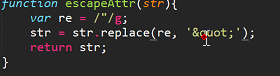 function escapeAttr(str){
var re = /"/g;
str = str.replace(re, '&quot;');
return str;
}